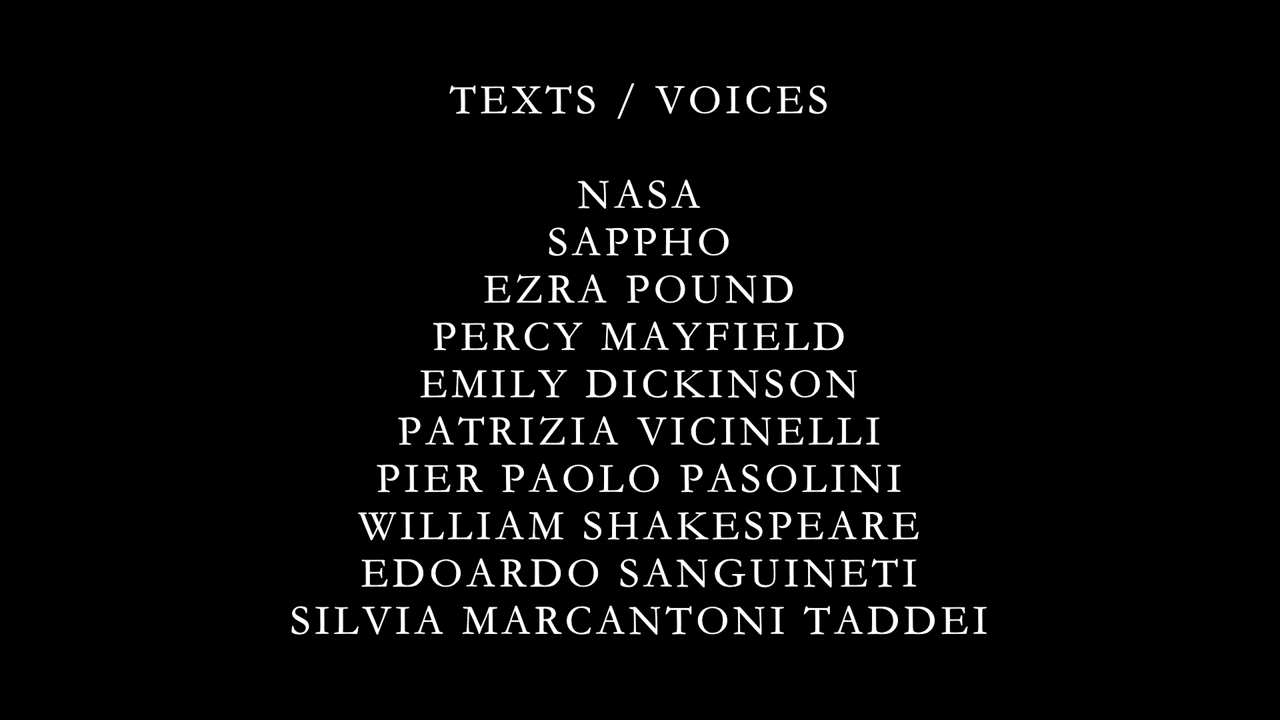 TEXTS / VOICES
NASA
SAPPHO
EZRA POUND
PERCY MAYFIELD
EMILY DICKINSON
PATRIZIA VICINELLI
PIER PAOLO PASOLINI
WILLIAM SHAKESPEARE
EDOARDO SANGUINETI
SILVIA MARCANTONI TADDEI